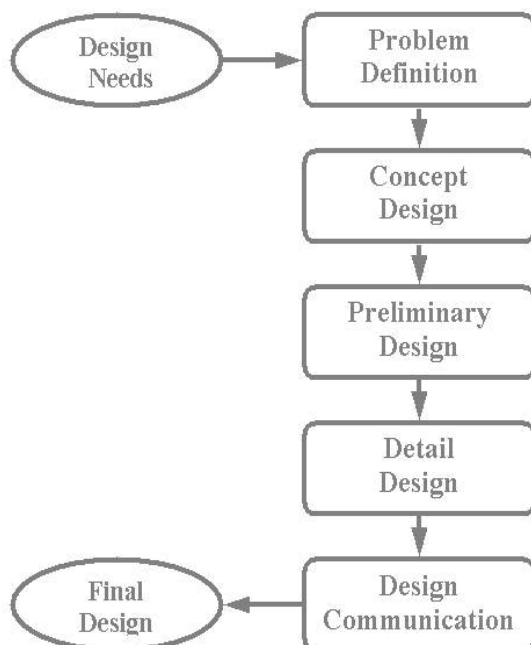 Design
Needs
Problem
Definition
Concept
Design
Preliminary
Design
Detail
Design
Design
Communication
Final
Design